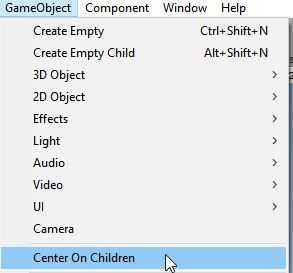 GameObject Component Window Help
Create Empty Ctrl+Shift+N
Create Empty Child Alt+Shift+N
3D Object
2D Object
Effects
Light
Audio
Video
UI
Camera
Center On Children